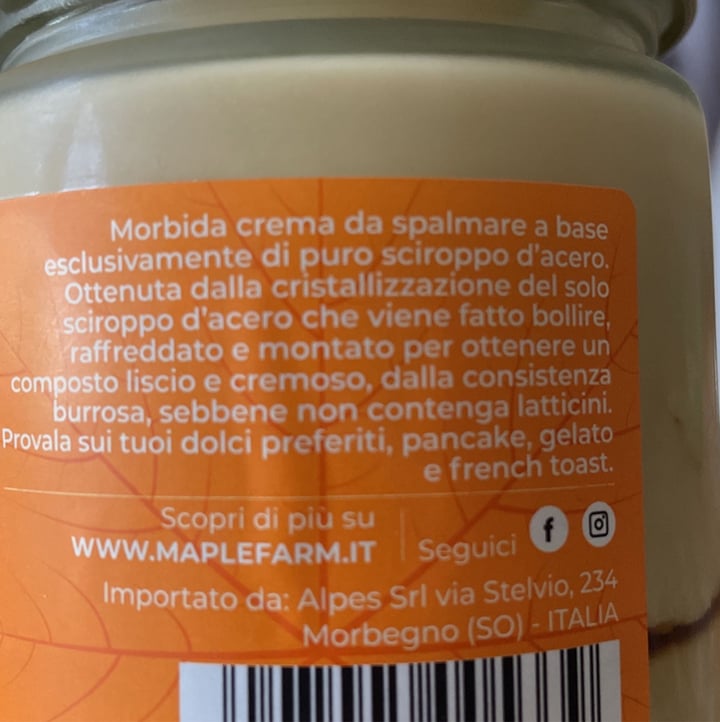 Morbida crema da spalmare a base
esclusivamente di puro sciroppo d'acero.
Ottenuta dalla cristallizzazione del solo
sciroppo d'acero che viene fatto bollire,
raffreddato e montato per ottenere un
composto liscio e cremoso, dalla consistenza
burrosa, sebbene non contenga latticini.
Provala sui tuoi dolci preferiti, pancake, gelato
e french toast.
Scopri di più su
WWW.MAPLEFARM.IT
Seguici
Importato da: Alpes Srl via Stelvio, 234
Morbegno (SO) - ITALIA